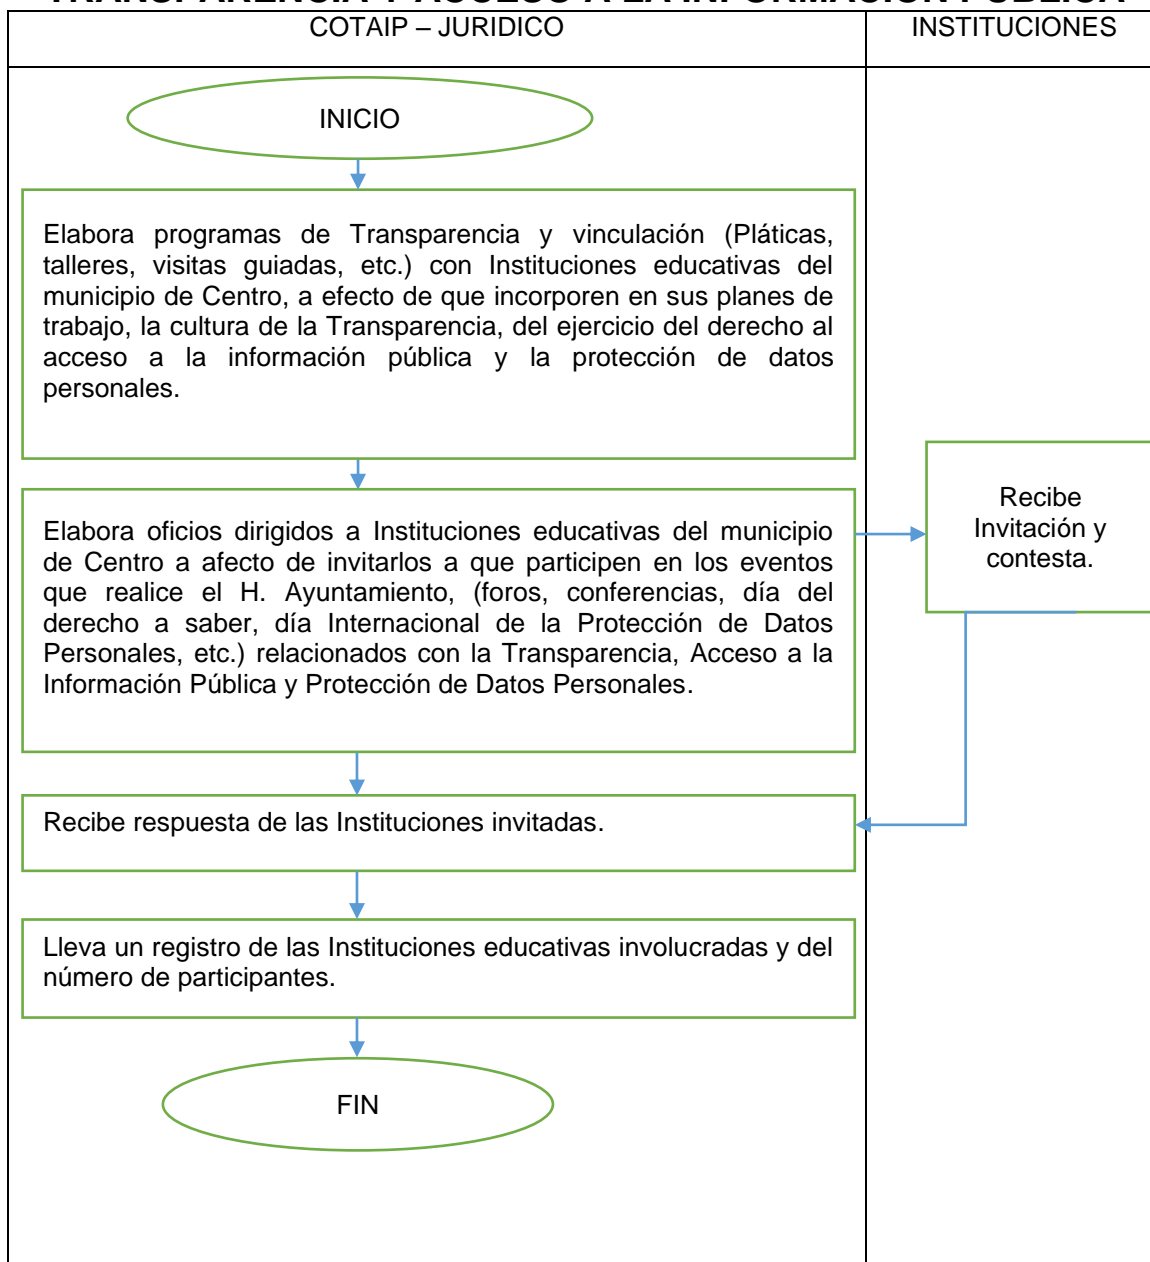 TRANSPARENCIA Y ACCESO A LA INFORMACIÓN PÚBLICA
COTAIP – JURIDICO
INSTITUCIONES
INICIO
Elabora programas de Transparencia y vinculación (Pláticas,
talleres, visitas guiadas, etc.) con Instituciones educativas del
municipio de Centro, a efecto de que incorporen en sus planes de
trabajo, la cultura de la Transparencia, del ejercicio del derecho al
acceso a la información pública y la protección de datos
personales.
Elabora oficios dirigidos a Instituciones educativas del municipio
de Centro a afecto de invitarlos a que participen en los eventos
que realice el H. Ayuntamiento, (foros, conferencias, día del
derecho a saber, día Internacional de la Protección de Datos
Personales, etc.) relacionados con la Transparencia, Acceso a la
Información Pública y Protección de Datos Personales.
Recibe
Invitación y
contesta.
Recibe respuesta de las Instituciones invitadas.
Lleva un registro de las Instituciones educativas involucradas y del
número de participantes.
FIN